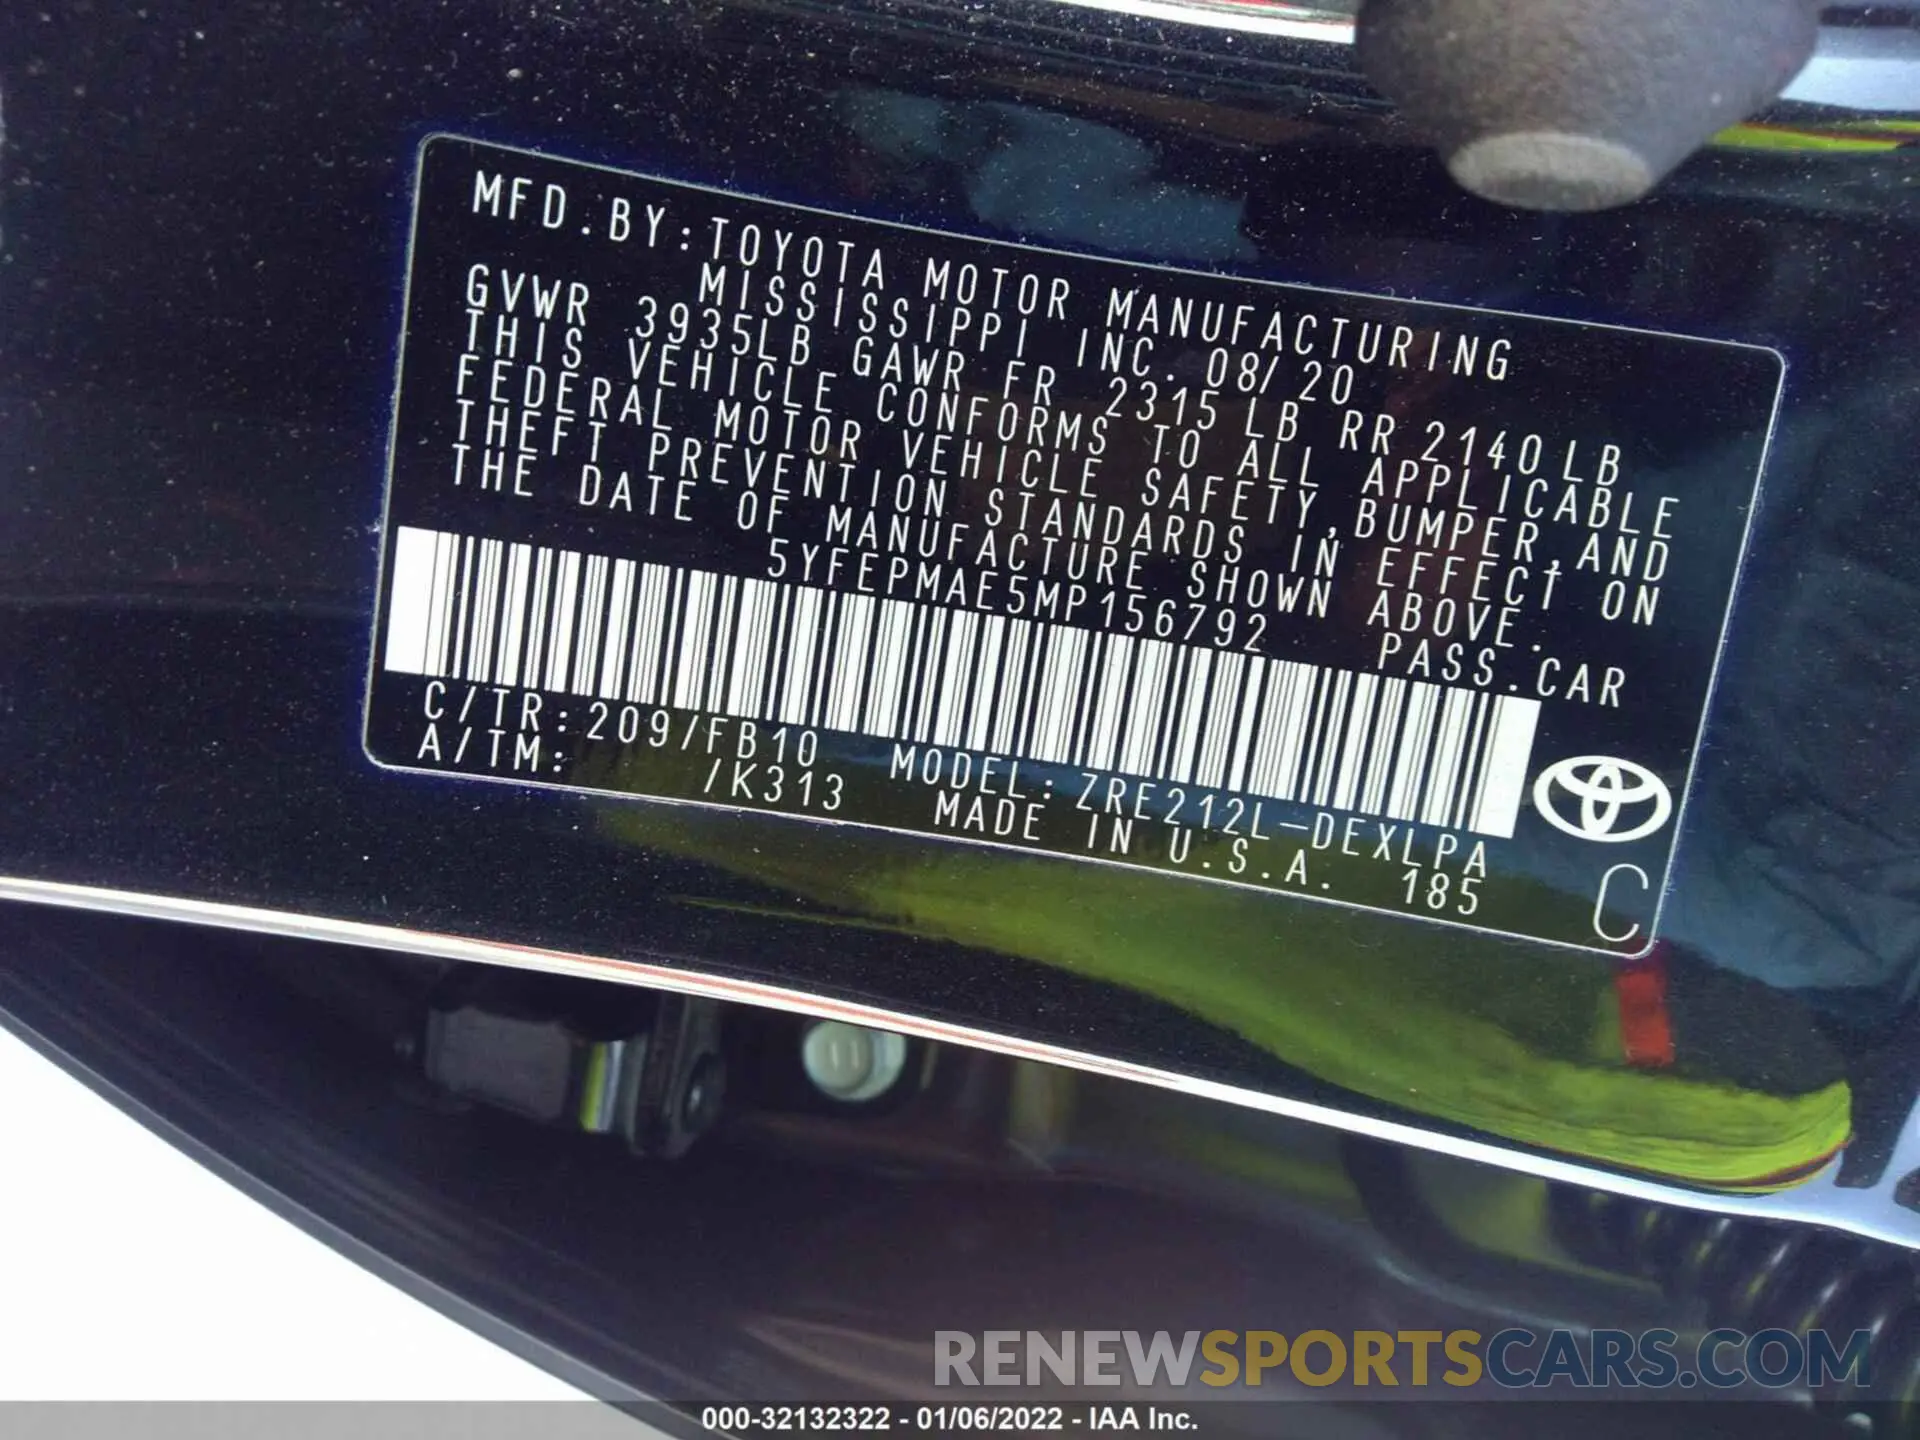 MFD.BY:TOYOTA MOTOR MANUFACTURING
MISSISSIPPI INC. 08/20
GVWR 3935LB GAWR FR 2315LB RR 2140LB
THIS VEHICLE CONFORMS TO ALL APPLICABLE
FEDERAL MOTOR VEHICLE SAFETY,BUMPER,AND
THEFT PREVENTION STANDARDS IN EFFECT ON
THE DATE OF MANUFACTURE SHOWN ABOVE.
5YFEPMAE5MP156792 PASS.CAR
C/TR:209/FB10 MODEL:ZRE212L-DEXLPA
A/TM: /K313 MADE IN U.S.A. 185
C
RENEWSPORTSCARS.COM
000-32132322 - 01/06/2022 - IAA Inc.